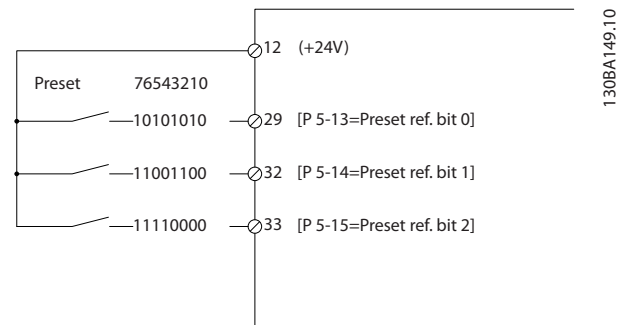 12 (+24V)
Preset 76543210
10101010 29 [P 5-13=Preset ref. bit 0]
11001100 32 [P 5-14=Preset ref. bit 1]
11110000 33 [P 5-15=Preset ref. bit 2]
130BA149.10